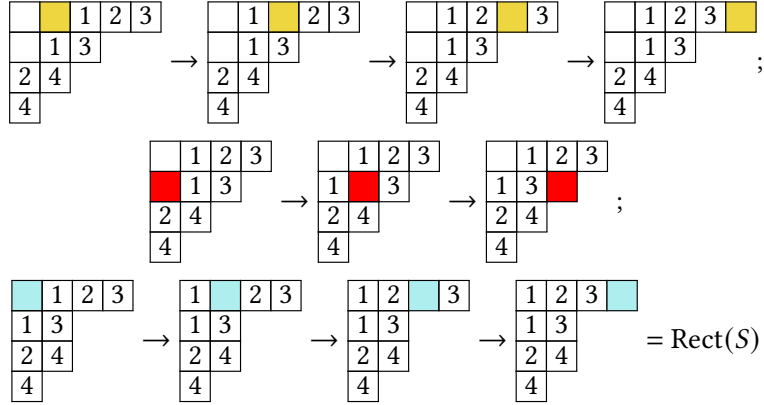 1 2 3 1 2 3 1 2 3 1 2 3
1 3 1 3 1 3 1 3
→ → → ;
2 4 2 4 2 4 2 4
4 4 4 4
1 2 3 1 2 3 1 2 3
1 3 1 3 1 3
→ → ;
2 4 2 4 2 4
4 4 4
1 2 3 1 2 3 1 2 3 1 2 3
1 3 1 3 1 3 1 3
→ → → = Rect(S)
2 4 2 4 2 4 2 4
4 4 4 4